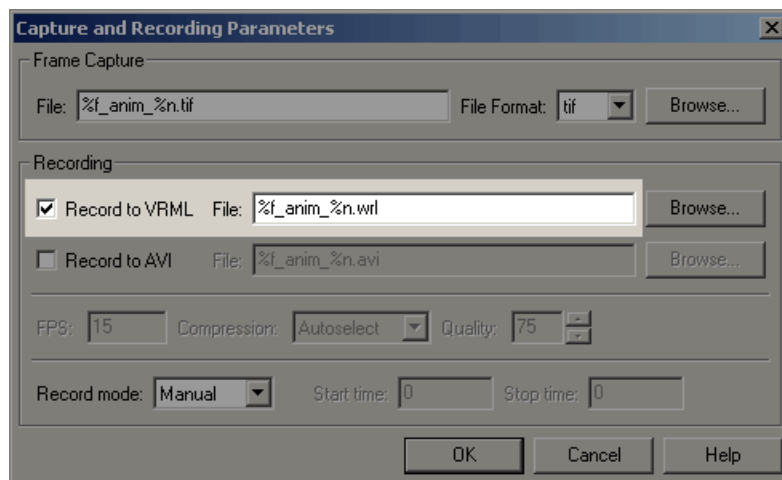 Capture and Recording Parameters
Frame Capture
File: %f_anim_%n.tif File Format: tif Browse...
Recording
Record to VRML File: %f_anim_%n.wrl Browse...
Record to AVI File: %f_anim_%n.avi Browse...
FPS: 15 Compression: Autoselect Quality: 75
Record mode: Manual Start time: 0 Stop time: 0
OK Cancel Help